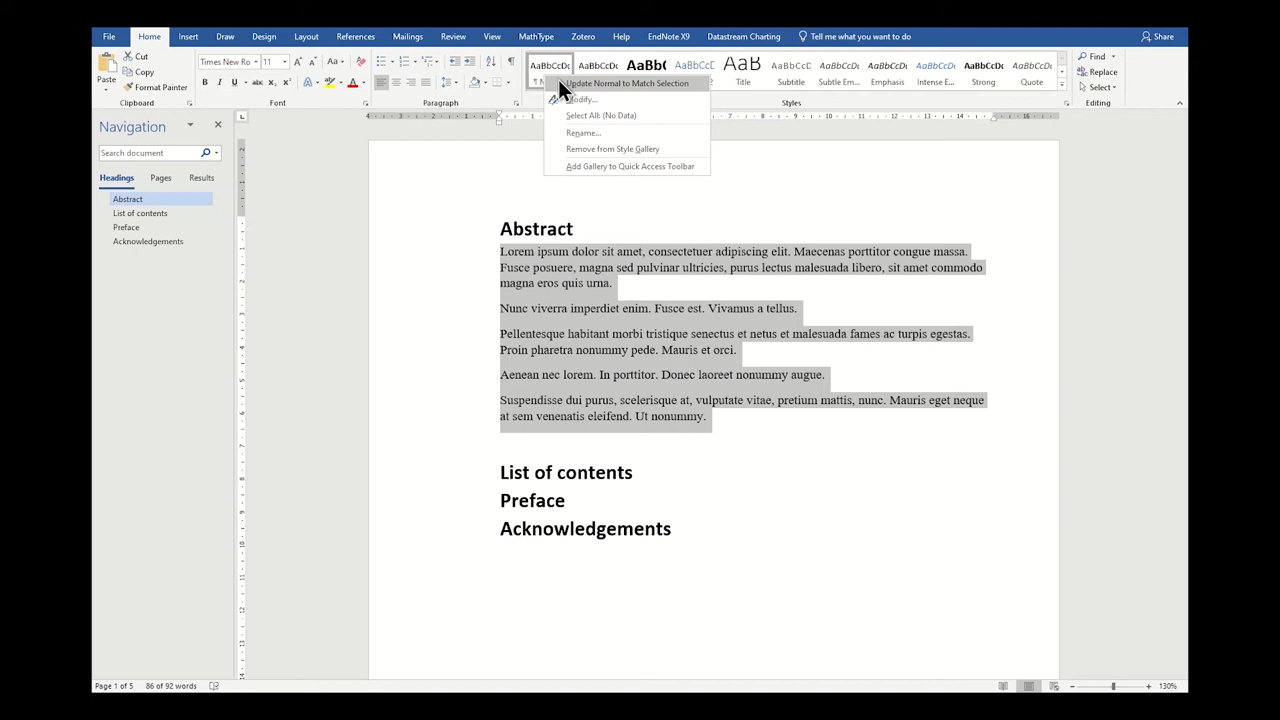 File Home Insert Draw Design Layout References Mailings Review View MathType Zotero Help EndNote X9 Datastream Charting Tell me what you want to do Share
Cut
Copy
Format Painter
Paste
Clipboard
Times New Ro 11
Font
Paragraph
AaBbCcDc AaBbCcDc AaBb( AaBbCcC AaB AaBbCcD AaBbCcDc AaBbCcDc AaBbCcDc AaBbCcDc AaBbCcDc
Title Subtitle Subtle Em... Emphasis Intense E... Strong Quote
Styles
Find
Replace
Select
Editing
Update Normal to Match Selection
Select All: (No Data)
Rename...
Remove from Style Gallery
Add Gallery to Quick Access Toolbar
Navigation
Search document
Headings Pages Results
Abstract
List of contents
Preface
Acknowledgements
Abstract
Lorem ipsum dolor sit amet, consectetuer adipiscing elit. Maecenas porttitor congue massa.
Fusce posuere, magna sed pulvinar ultricies, purus lectus malesuada libero, sit amet commodo
magna eros quis urna.
Nunc viverra imperdiet enim. Fusce est. Vivamus a tellus.
Pellentesque habitant morbi tristique senectus et netus et malesuada fames ac turpis egestas.
Proin pharetra nonummy pede. Mauris et orci.
Aenean nec lorem. In porttitor. Donec laoreet nonummy augue.
Suspendisse dui purus, scelerisque at, vulputate vitae, pretium mattis, nunc. Mauris eget neque
at sem venenatis eleifend. Ut nonummy.
List of contents
Preface
Acknowledgements
Page 1 of 5 86 of 92 words 130%